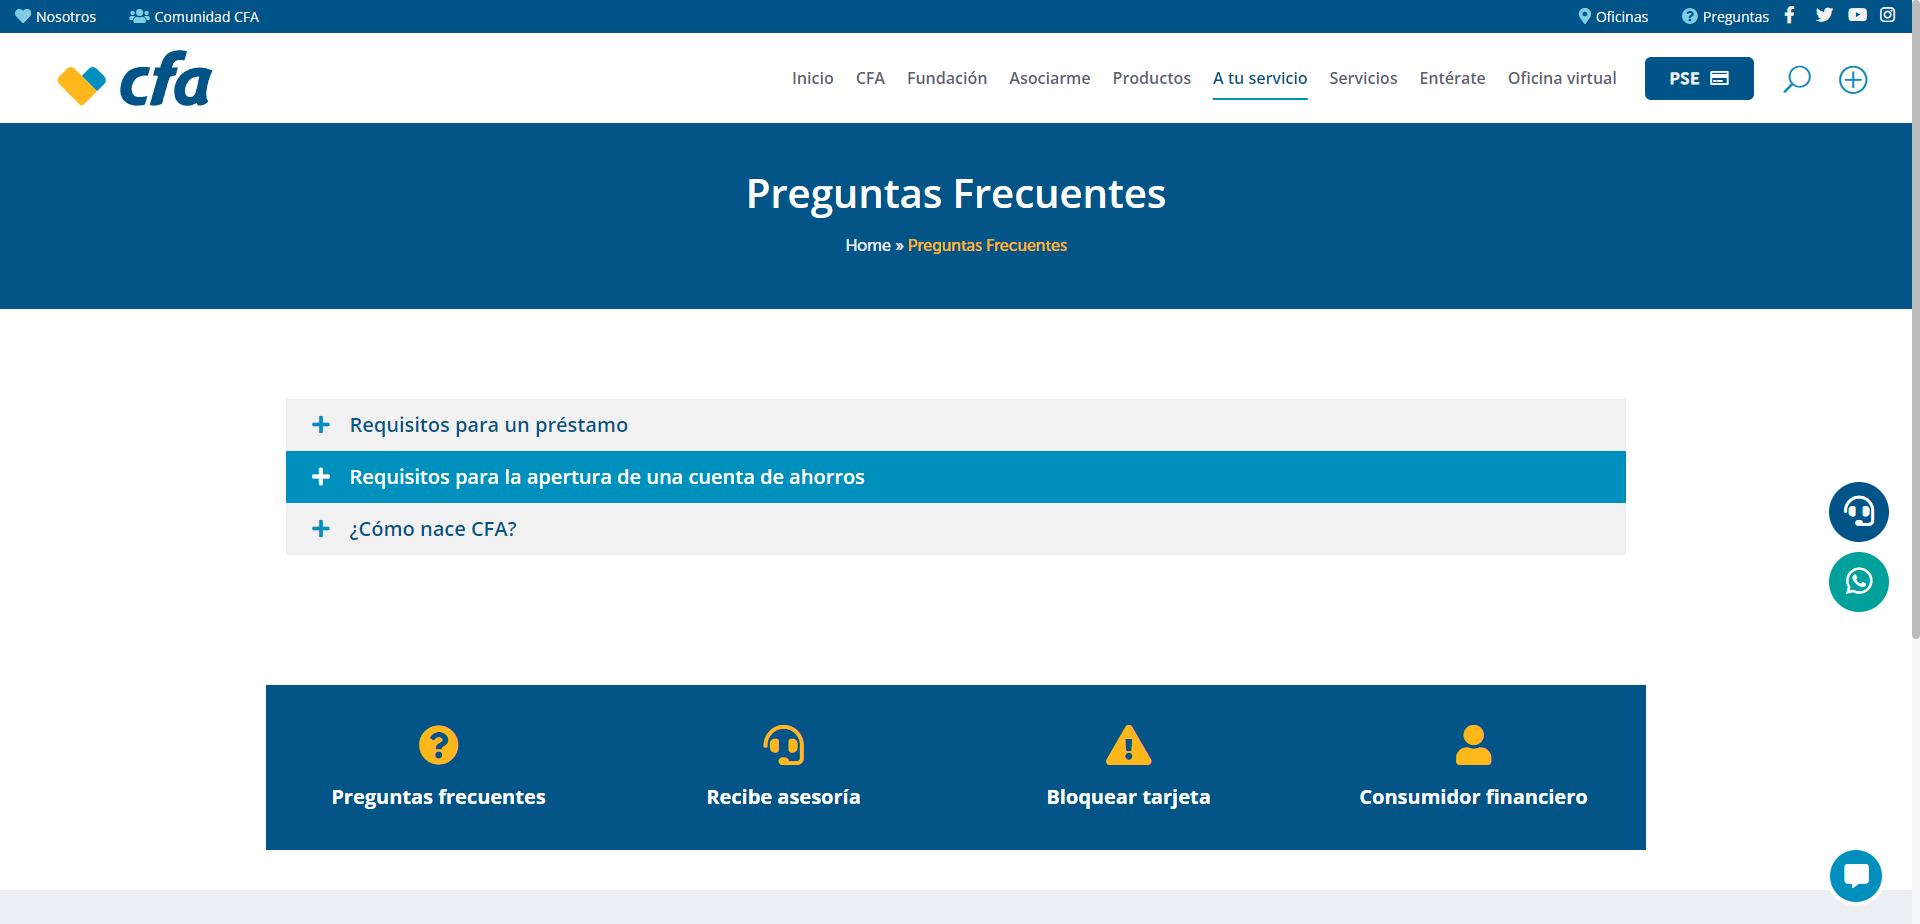 Nosotros
Comunidad CFA
Oficinas
Preguntas
cfa
Inicio
CFA
Fundación
Asociarme
Productos
A tu servicio
Servicios
Entérate
Oficina virtual
PSE
Preguntas Frecuentes
Home » Preguntas Frecuentes
Requisitos para un préstamo
Requisitos para la apertura de una cuenta de ahorros
¿Cómo nace CFA?
Preguntas frecuentes
Recibe asesoría
Bloquear tarjeta
Consumidor financiero